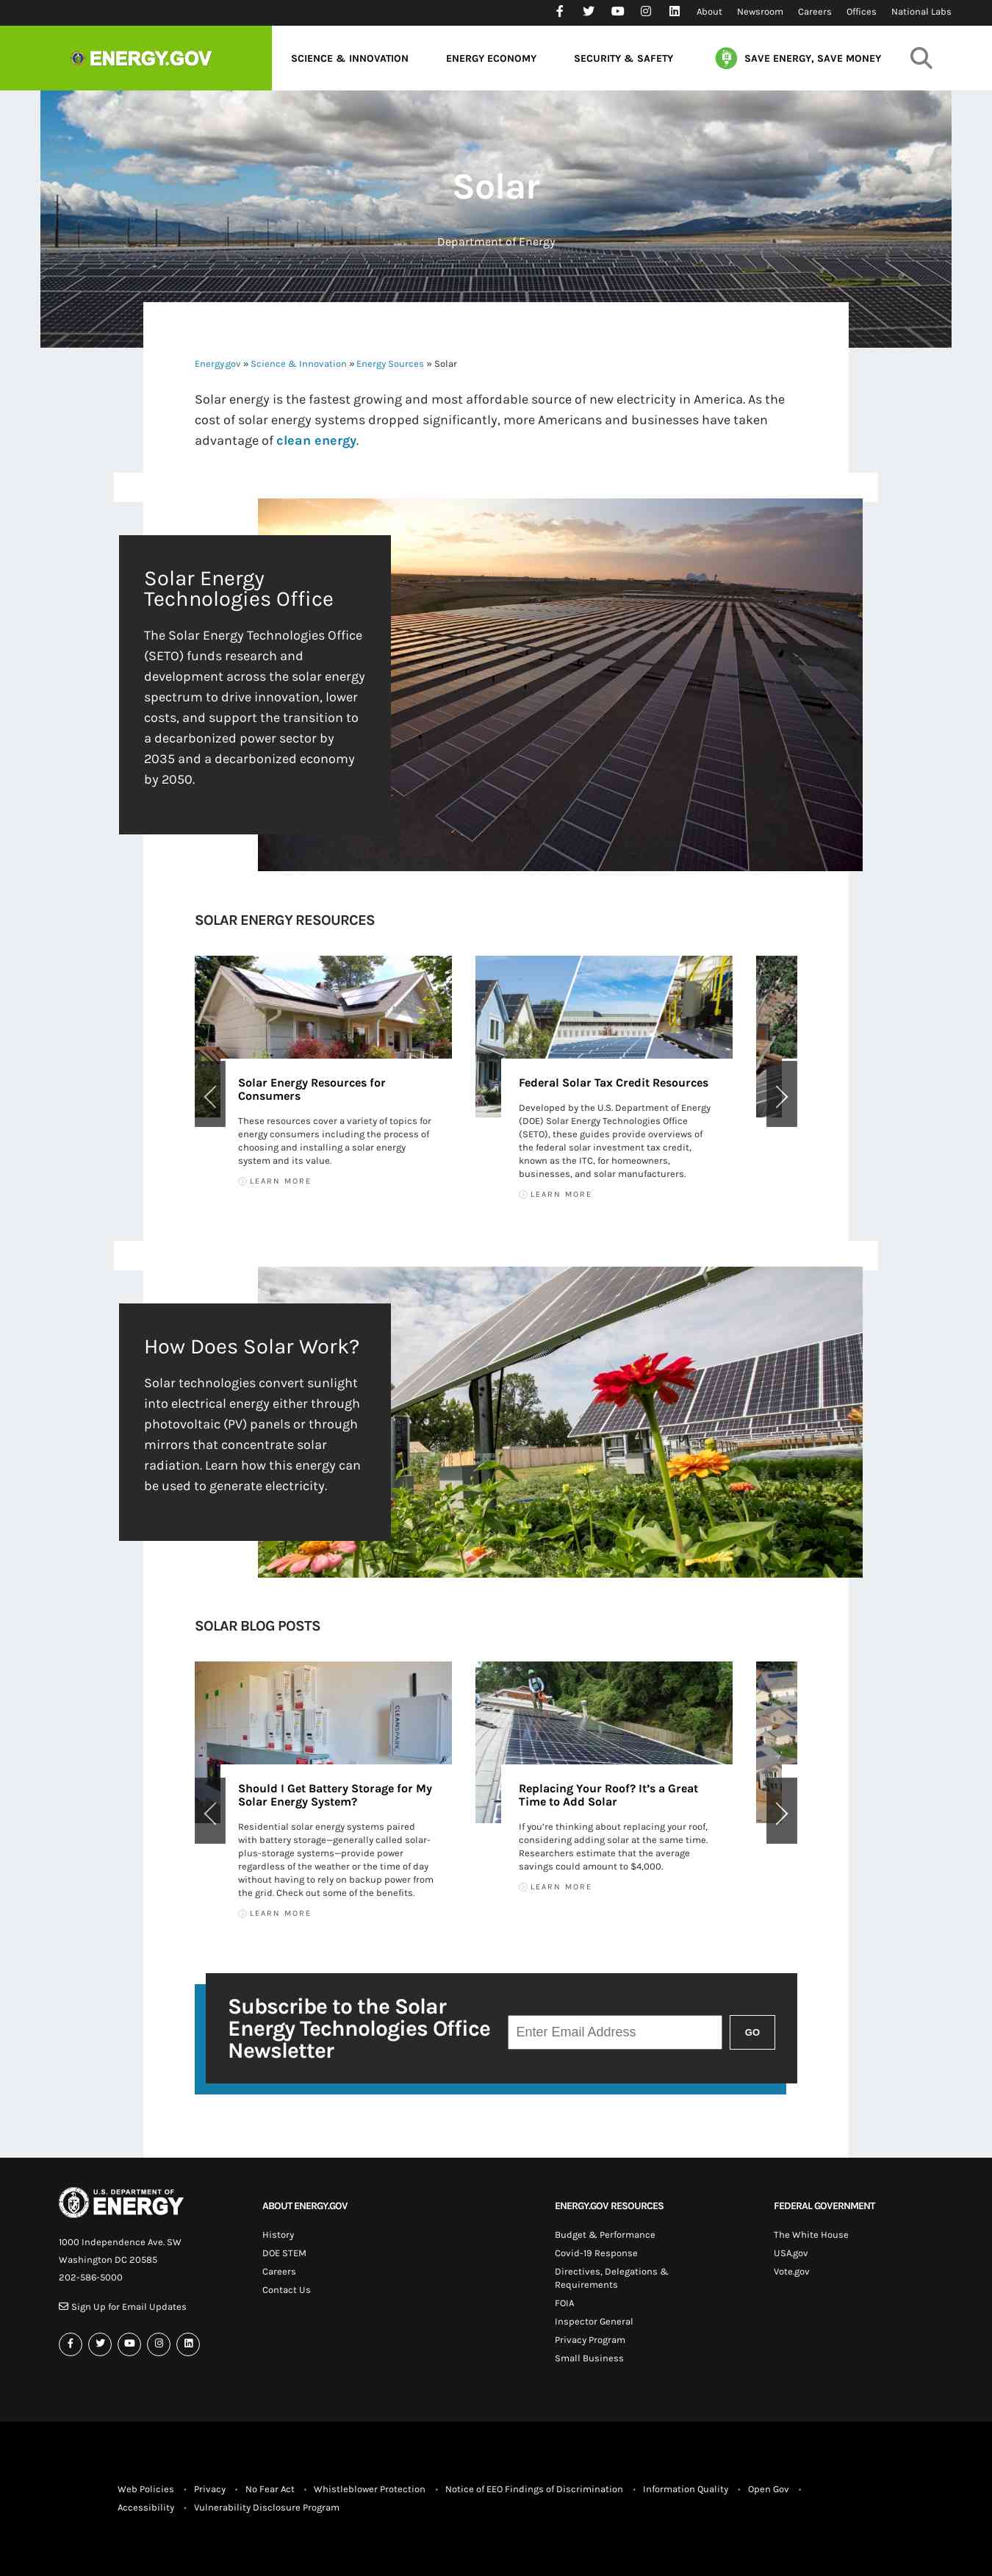 About Newsroom Careers Offices National Labs
ENERGY.GOV
SCIENCE & INNOVATION ENERGY ECONOMY SECURITY & SAFETY SAVE ENERGY, SAVE MONEY
Solar
Department of Energy
Energy.gov » Science & Innovation » Energy Sources » Solar
Solar energy is the fastest growing and most affordable source of new electricity in America. As the
cost of solar energy systems dropped significantly, more Americans and businesses have taken
advantage of clean energy.
Solar Energy
Technologies Office
The Solar Energy Technologies Office
(SETO) funds research and
development across the solar energy
spectrum to drive innovation, lower
costs, and support the transition to
a decarbonized power sector by
2035 and a decarbonized economy
by 2050.
SOLAR ENERGY RESOURCES
Solar Energy Resources for
Consumers
These resources cover a variety of topics for
energy consumers including the process of
choosing and installing a solar energy
system and its value.
LEARN MORE
Federal Solar Tax Credit Resources
Developed by the U.S. Department of Energy
(DOE) Solar Energy Technologies Office
(SETO), these guides provide overviews of
the federal solar investment tax credit,
known as the ITC, for homeowners,
businesses, and solar manufacturers.
LEARN MORE
How Does Solar Work?
Solar technologies convert sunlight
into electrical energy either through
photovoltaic (PV) panels or through
mirrors that concentrate solar
radiation. Learn how this energy can
be used to generate electricity.
SOLAR BLOG POSTS
CLEANSPARK
Should I Get Battery Storage for My
Solar Energy System?
Residential solar energy systems paired
with battery storage—generally called solar-
plus-storage systems—provide power
regardless of the weather or the time of day
without having to rely on backup power from
the grid. Check out some of the benefits.
LEARN MORE
Replacing Your Roof? It’s a Great
Time to Add Solar
If you’re thinking about replacing your roof,
considering adding solar at the same time.
Researchers estimate that the average
savings could amount to $4,000.
LEARN MORE
Subscribe to the Solar
Energy Technologies Office
Newsletter
Enter Email Address
GO
U.S. DEPARTMENT OF
ENERGY
1000 Independence Ave. SW
Washington DC 20585
202-586-5000
Sign Up for Email Updates
ABOUT ENERGY.GOV
History
DOE STEM
Careers
Contact Us
ENERGY.GOV RESOURCES
Budget & Performance
Covid-19 Response
Directives, Delegations &
Requirements
FOIA
Inspector General
Privacy Program
Small Business
FEDERAL GOVERNMENT
The White House
USA.gov
Vote.gov
Web Policies • Privacy • No Fear Act • Whistleblower Protection • Notice of EEO Findings of Discrimination • Information Quality • Open Gov •
Accessibility • Vulnerability Disclosure Program